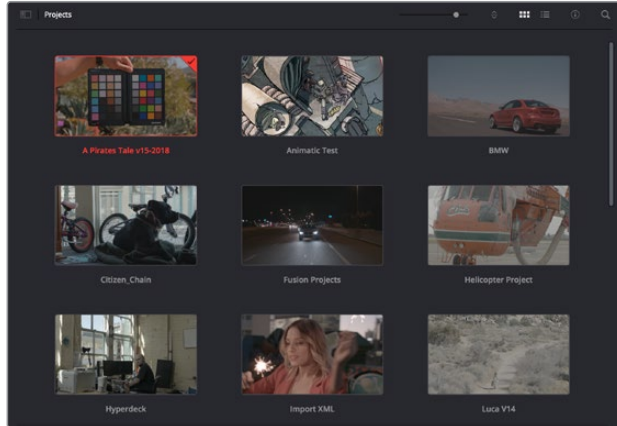 Projects
A Pirates Tale v15-2018
Animatic Test
BMW
Citizen_Chain
Fusion Projects
Helicopter Project
Hyperdeck
Import XML
Luca V14